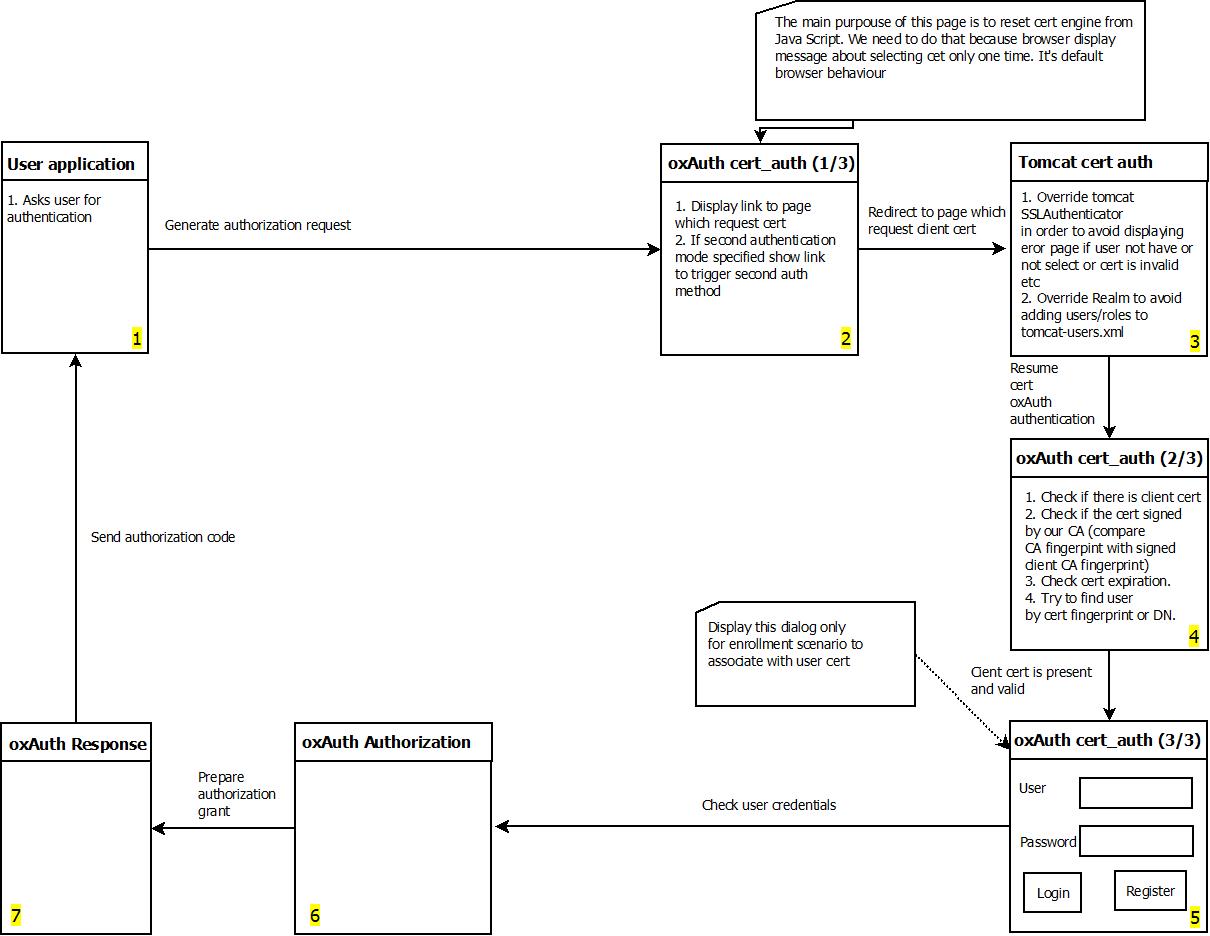 The main purpouse of this page is to reset cert engine from
Java Script. We need to do that because browser display
message about selecting cet only one time. It's default
browser behaviour
User application
1. Asks user for
authentication
1
Generate authorization request
oxAuth cert_auth (1/3)
1. Diisplay link to page
which request cert
2. If second authentication
mode specified show link
to trigger second auth
method
2
Redirect to page which
request client cert
Tomcat cert auth
1. Override tomcat
SSLAuthenticator
in order to avoid displaying
eror page if user not have or
not select or cert is invalid
etc
2. Override Realm to avoid
adding users/roles to
tomcat-users.xml
3
Resume
cert
oxAuth
authentication
oxAuth cert_auth (2/3)
1. Check if there is client cert
2. Check if the cert signed
by our CA (compare
CA fingerpint with signed
client CA fingerprint)
3. Check cert expiration.
4. Try to find user
by cert fingerprint or DN.
4
Send authorization code
Display this dialog only
for enrollment scenario to
associate with user cert
Cient cert is present
and valid
oxAuth cert_auth (3/3)
User
Password
Login
Register
5
Check user credentials
oxAuth Authorization
6
Prepare
authorization
grant
oxAuth Response
7